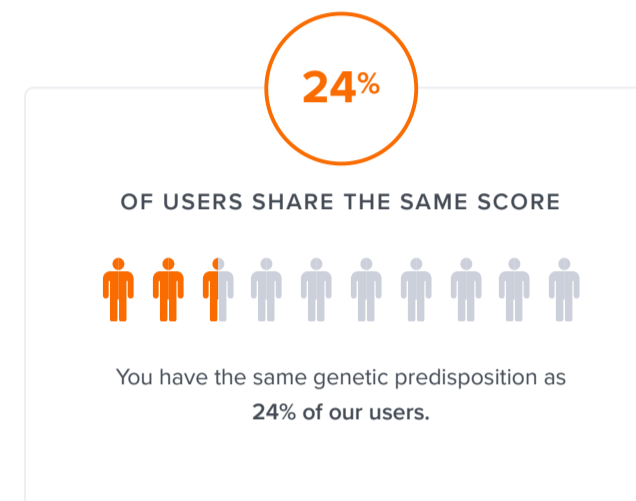 24%
OF USERS SHARE THE SAME SCORE
You have the same genetic predisposition as
24% of our users.